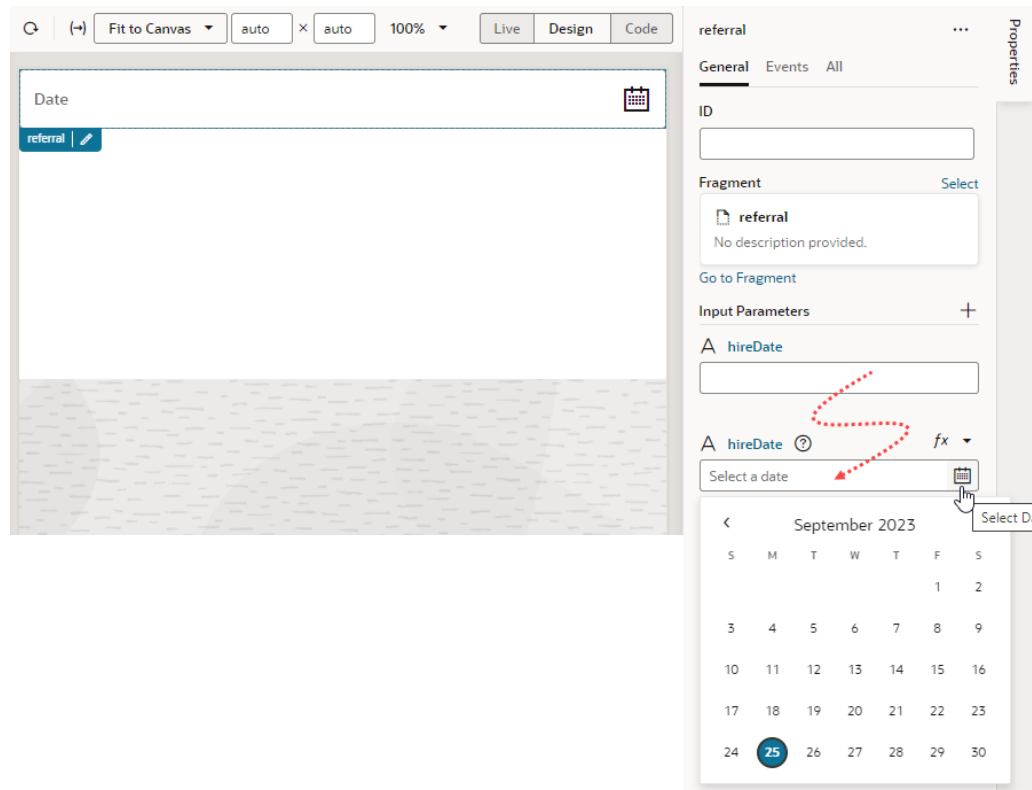 Fit to Canvas auto × auto 100% Live Design Code
Date
referral
referral
General Events All
ID
Fragment Select
referral
No description provided.
Go to Fragment
Input Parameters
A hireDate
A hireDate ? fx
Select a date
Select Da
September 2023
S M T W T F S
1 2
3 4 5 6 7 8 9
10 11 12 13 14 15 16
17 18 19 20 21 22 23
24 25 26 27 28 29 30
Properties